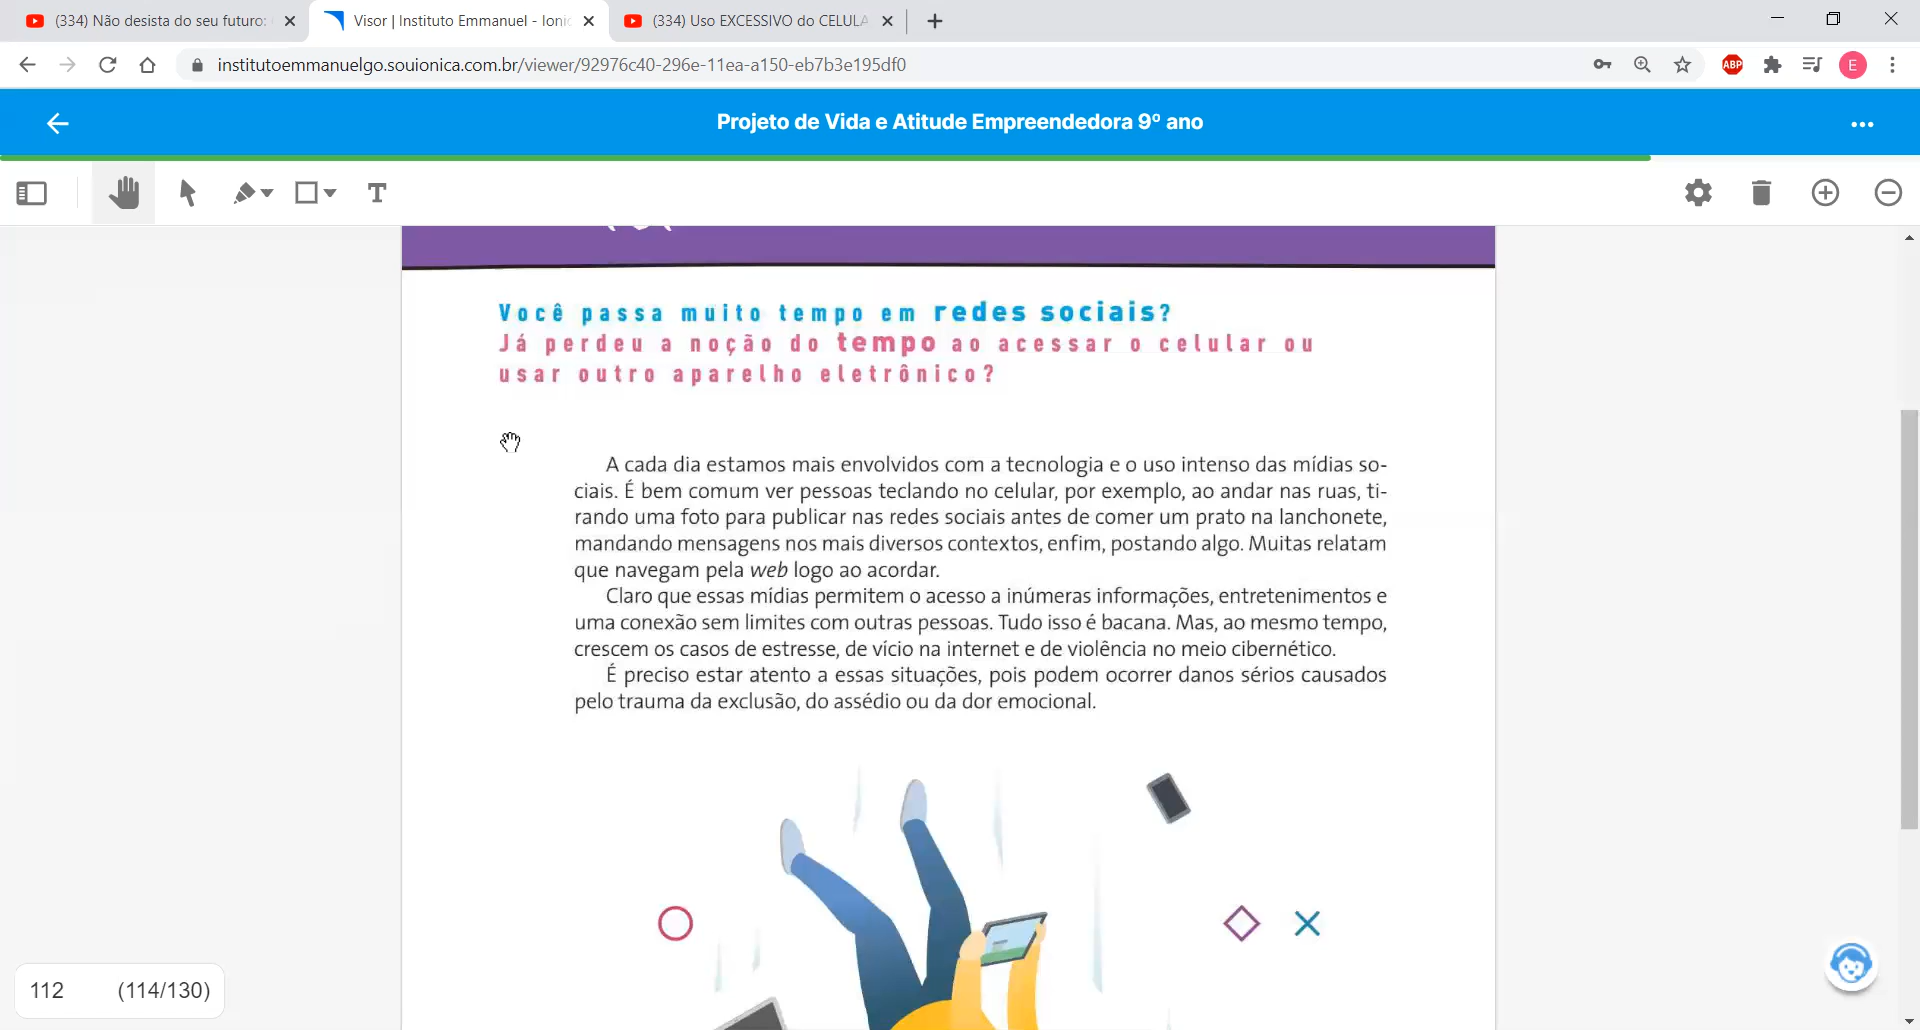 (334) Não desista do seu futuro:
Visor | Instituto Emmanuel - Ionic
(334) Uso EXCESSIVO do CELULA
institutoemmanuelgo.souionica.com.br/viewer/92976c40-296e-11ea-a150-eb7b3e195df0
ABP
E
Projeto de Vida e Atitude Empreendedora 9º ano
T
Você passa muito tempo em redes sociais?
Já perdeu a noção do tempo ao acessar o celular ou
usar outro aparelho eletrônico?
A cada dia estamos mais envolvidos com a tecnologia e o uso intenso das mídias so-
ciais. É bem comum ver pessoas teclando no celular, por exemplo, ao andar nas ruas, ti-
rando uma foto para publicar nas redes sociais antes de comer um prato na lanchonete,
mandando mensagens nos mais diversos contextos, enfim, postando algo. Muitas relatam
que navegam pela web logo ao acordar.
Claro que essas mídias permitem o acesso a inúmeras informações, entretenimentos e
uma conexão sem limites com outras pessoas. Tudo isso é bacana. Mas, ao mesmo tempo,
crescem os casos de estresse, de vício na internet e de violência no meio cibernético.
É preciso estar atento a essas situações, pois podem ocorrer danos sérios causados
pelo trauma da exclusão, do assédio ou da dor emocional.
112 (114/130)